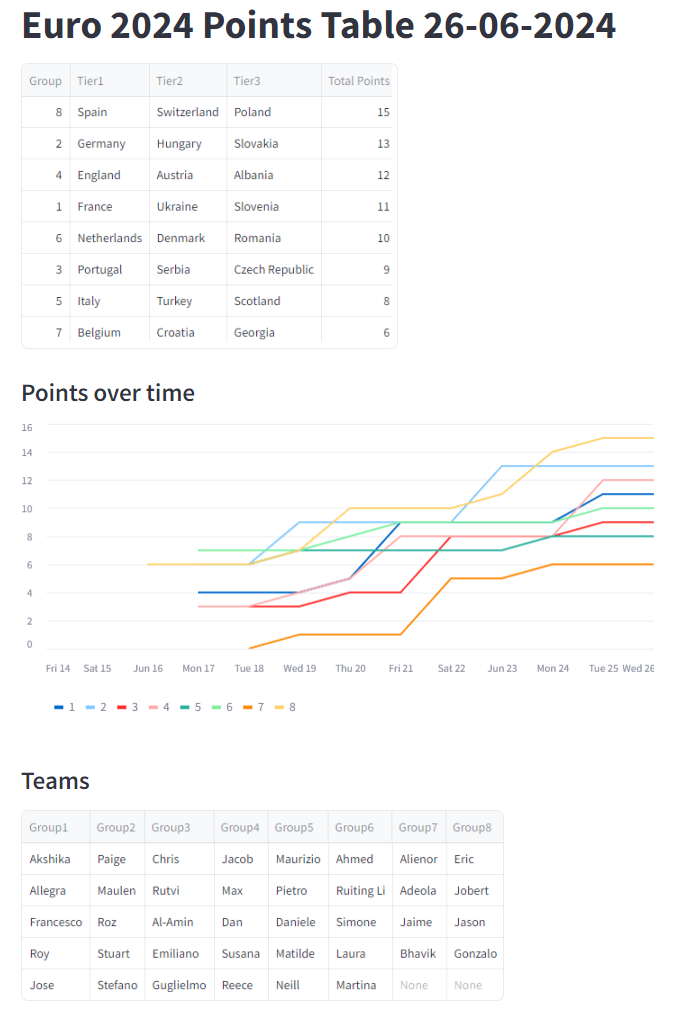 Euro 2024 Points Table 26-06-2024
Group Tier1 Tier2 Tier3 Total Points
8 Spain Switzerland Poland 15
2 Germany Hungary Slovakia 13
4 England Austria Albania 12
1 France Ukraine Slovenia 11
6 Netherlands Denmark Romania 10
3 Portugal Serbia Czech Republic 9
5 Italy Turkey Scotland 8
7 Belgium Croatia Georgia 6
Points over time
16
14
12
10
8
6
4
2
0
Fri 14 Sat 15 Jun 16 Mon 17 Tue 18 Wed 19 Thu 20 Fri 21 Sat 22 Jun 23 Mon 24 Tue 25 Wed 26
1 2 3 4 5 6 7 8
Teams
Group1 Group2 Group3 Group4 Group5 Group6 Group7 Group8
Akshika Paige Chris Jacob Maurizio Ahmed Alienor Eric
Allegra Maulen Rutvi Max Pietro Ruiting Li Adeola Jobert
Francesco Roz Al-Amin Dan Daniele Simone Jaime Jason
Roy Stuart Emiliano Susana Matilde Laura Bhavik Gonzalo
Jose Stefano Guglielmo Reece Neill Martina None None